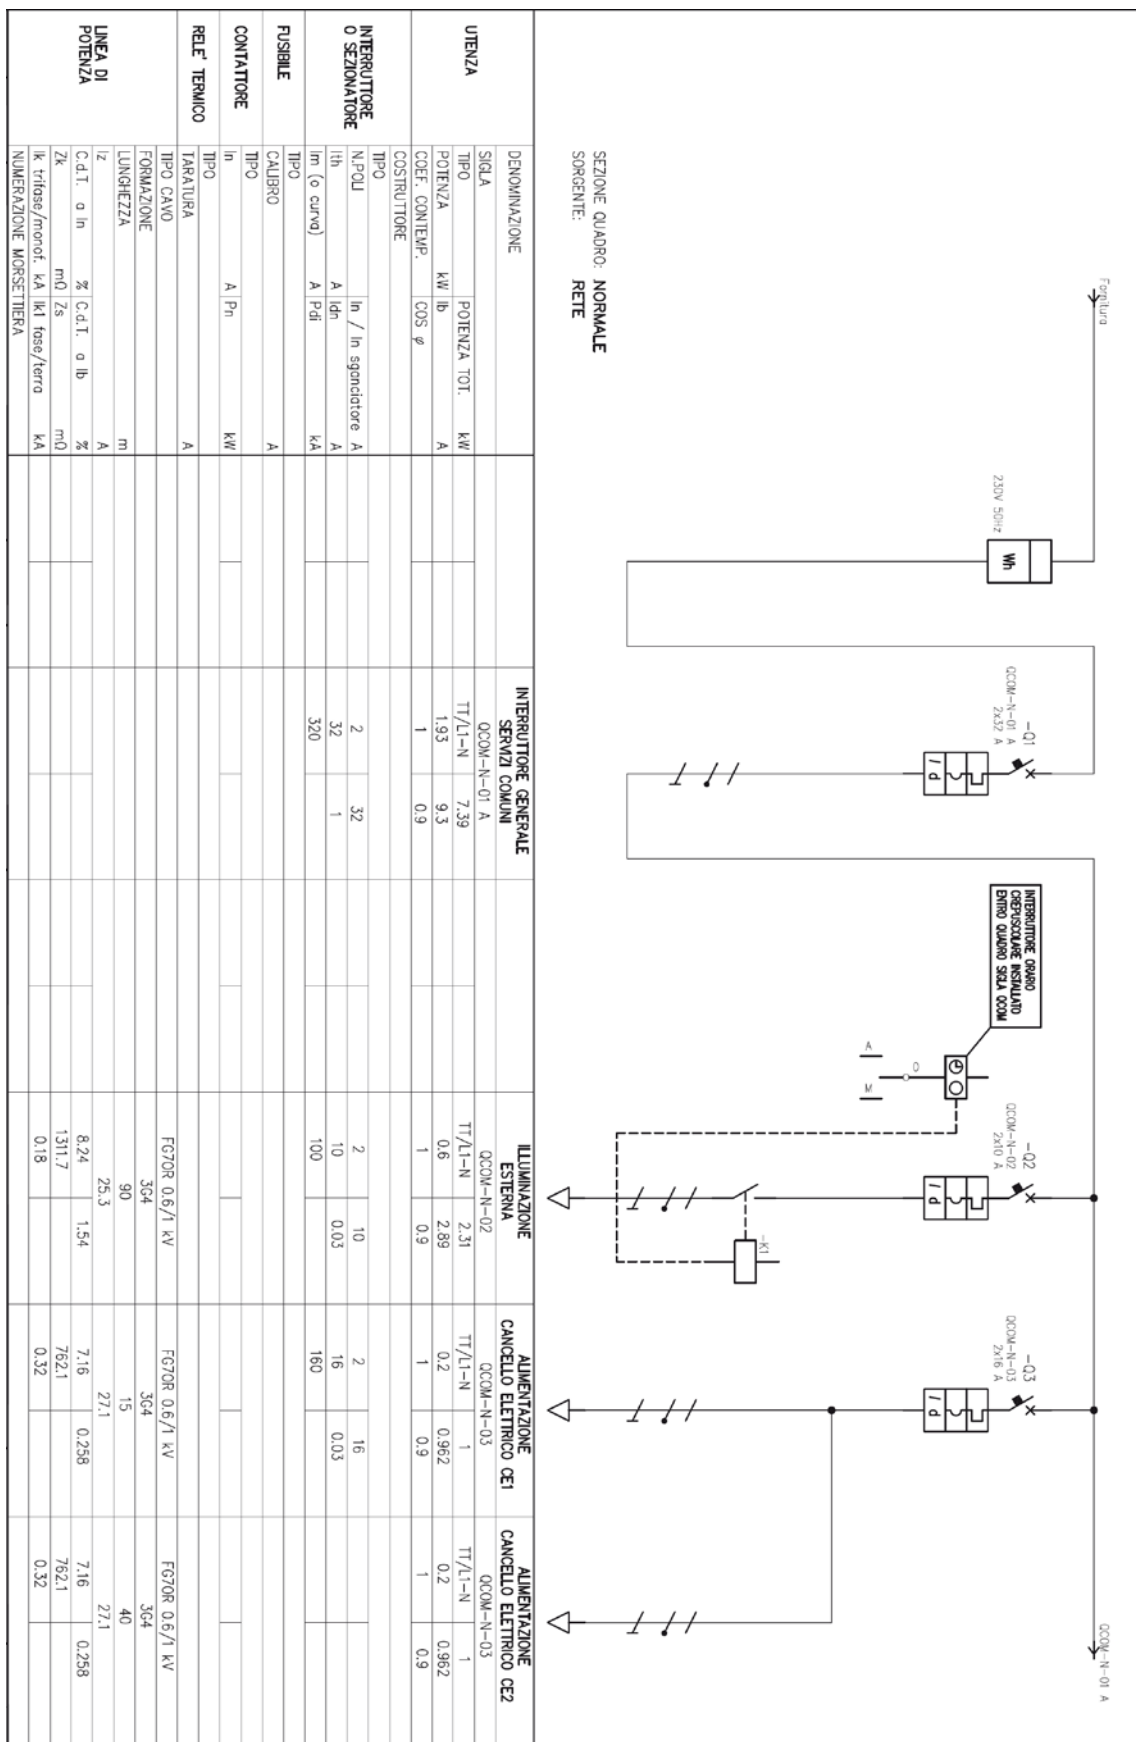 Fornitura
230V 50Hz
Wh
-Q1
QCOM-N-01 A
2x32 A
I d
INTERRUTTORE ORARIO
CREPUSCOLARE INSTALLATO
ENTRO QUADRO SIGLA QCOM
A
O
M
-Q2
QCOM-N-02
2x10 A
I d
-K1
-Q3
QCOM-N-03
2x16 A
I d
QCOM-N-01 A
SEZIONE QUADRO: NORMALE
SORGENTE: RETE
DENOMINAZIONE INTERRUTTORE GENERALE SERVIZI COMUNI ILLUMINAZIONE ESTERNA ALIMENTAZIONE CANCELLO ELETTRICO CE1 ALIMENTAZIONE CANCELLO ELETTRICO CE2
UTENZA
SIGLA QCOM-N-01 A QCOM-N-02 QCOM-N-03 QCOM-N-03
TIPO POTENZA TOT. kW TT/L1-N 7.39 TT/L1-N 2.31 TT/L1-N 1 TT/L1-N 1
POTENZA kW Ib A 1.93 9.3 0.6 2.89 0.2 0.962 0.2 0.962
COEF. CONTEMP. COS φ 1 0.9 1 0.9 1 0.9 1 0.9
INTERRUTTORE
O SEZIONATORE
COSTRUTTORE
TIPO
N.POLI In / In sganciatore A 2 32 2 10 2 16
Ith A Idn A 32 1 10 0.03 16 0.03
Im (o curva) A Pdi kA 320 100 160
FUSIBILE
TIPO
CALIBRO A
CONTATTORE
TIPO
In A Pn kW
RELE' TERMICO
TIPO
TARATURA A
LINEA DI
POTENZA
TIPO CAVO FG7OR 0.6/1 kV FG7OR 0.6/1 kV FG7OR 0.6/1 kV
FORMAZIONE 3G4 3G4 3G4
LUNGHEZZA m 90 15 40
Iz A 25.3 27.1 27.1
C.d.T. a In % C.d.T. a Ib % 8.24 1.54 7.16 0.258 7.16 0.258
Zk mΩ Zs mΩ 1311.7 762.1 762.1
Ik trifase/monof. kA Ik1 fase/terra kA 0.18 0.32 0.32
NUMERAZIONE MORSETTIERA